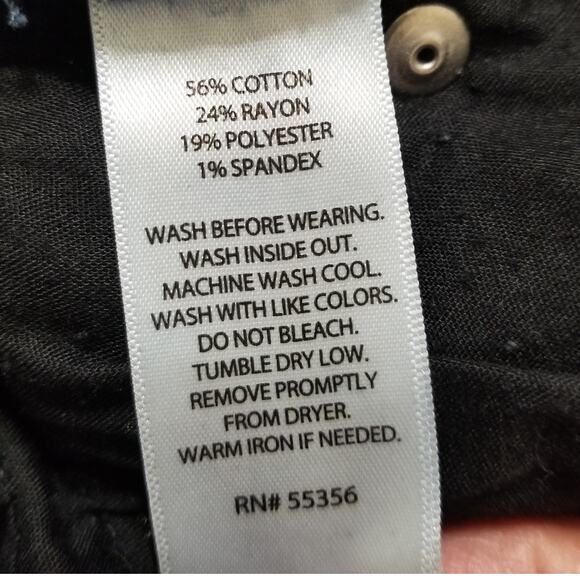 56% COTTON
24% RAYON
19% POLYESTER
1% SPANDEX
WASH BEFORE WEARING.
WASH INSIDE OUT.
MACHINE WASH COOL.
WASH WITH LIKE COLORS.
DO NOT BLEACH.
TUMBLE DRY LOW.
REMOVE PROMPTLY
FROM DRYER.
WARM IRON IF NEEDED.
RN# 55356